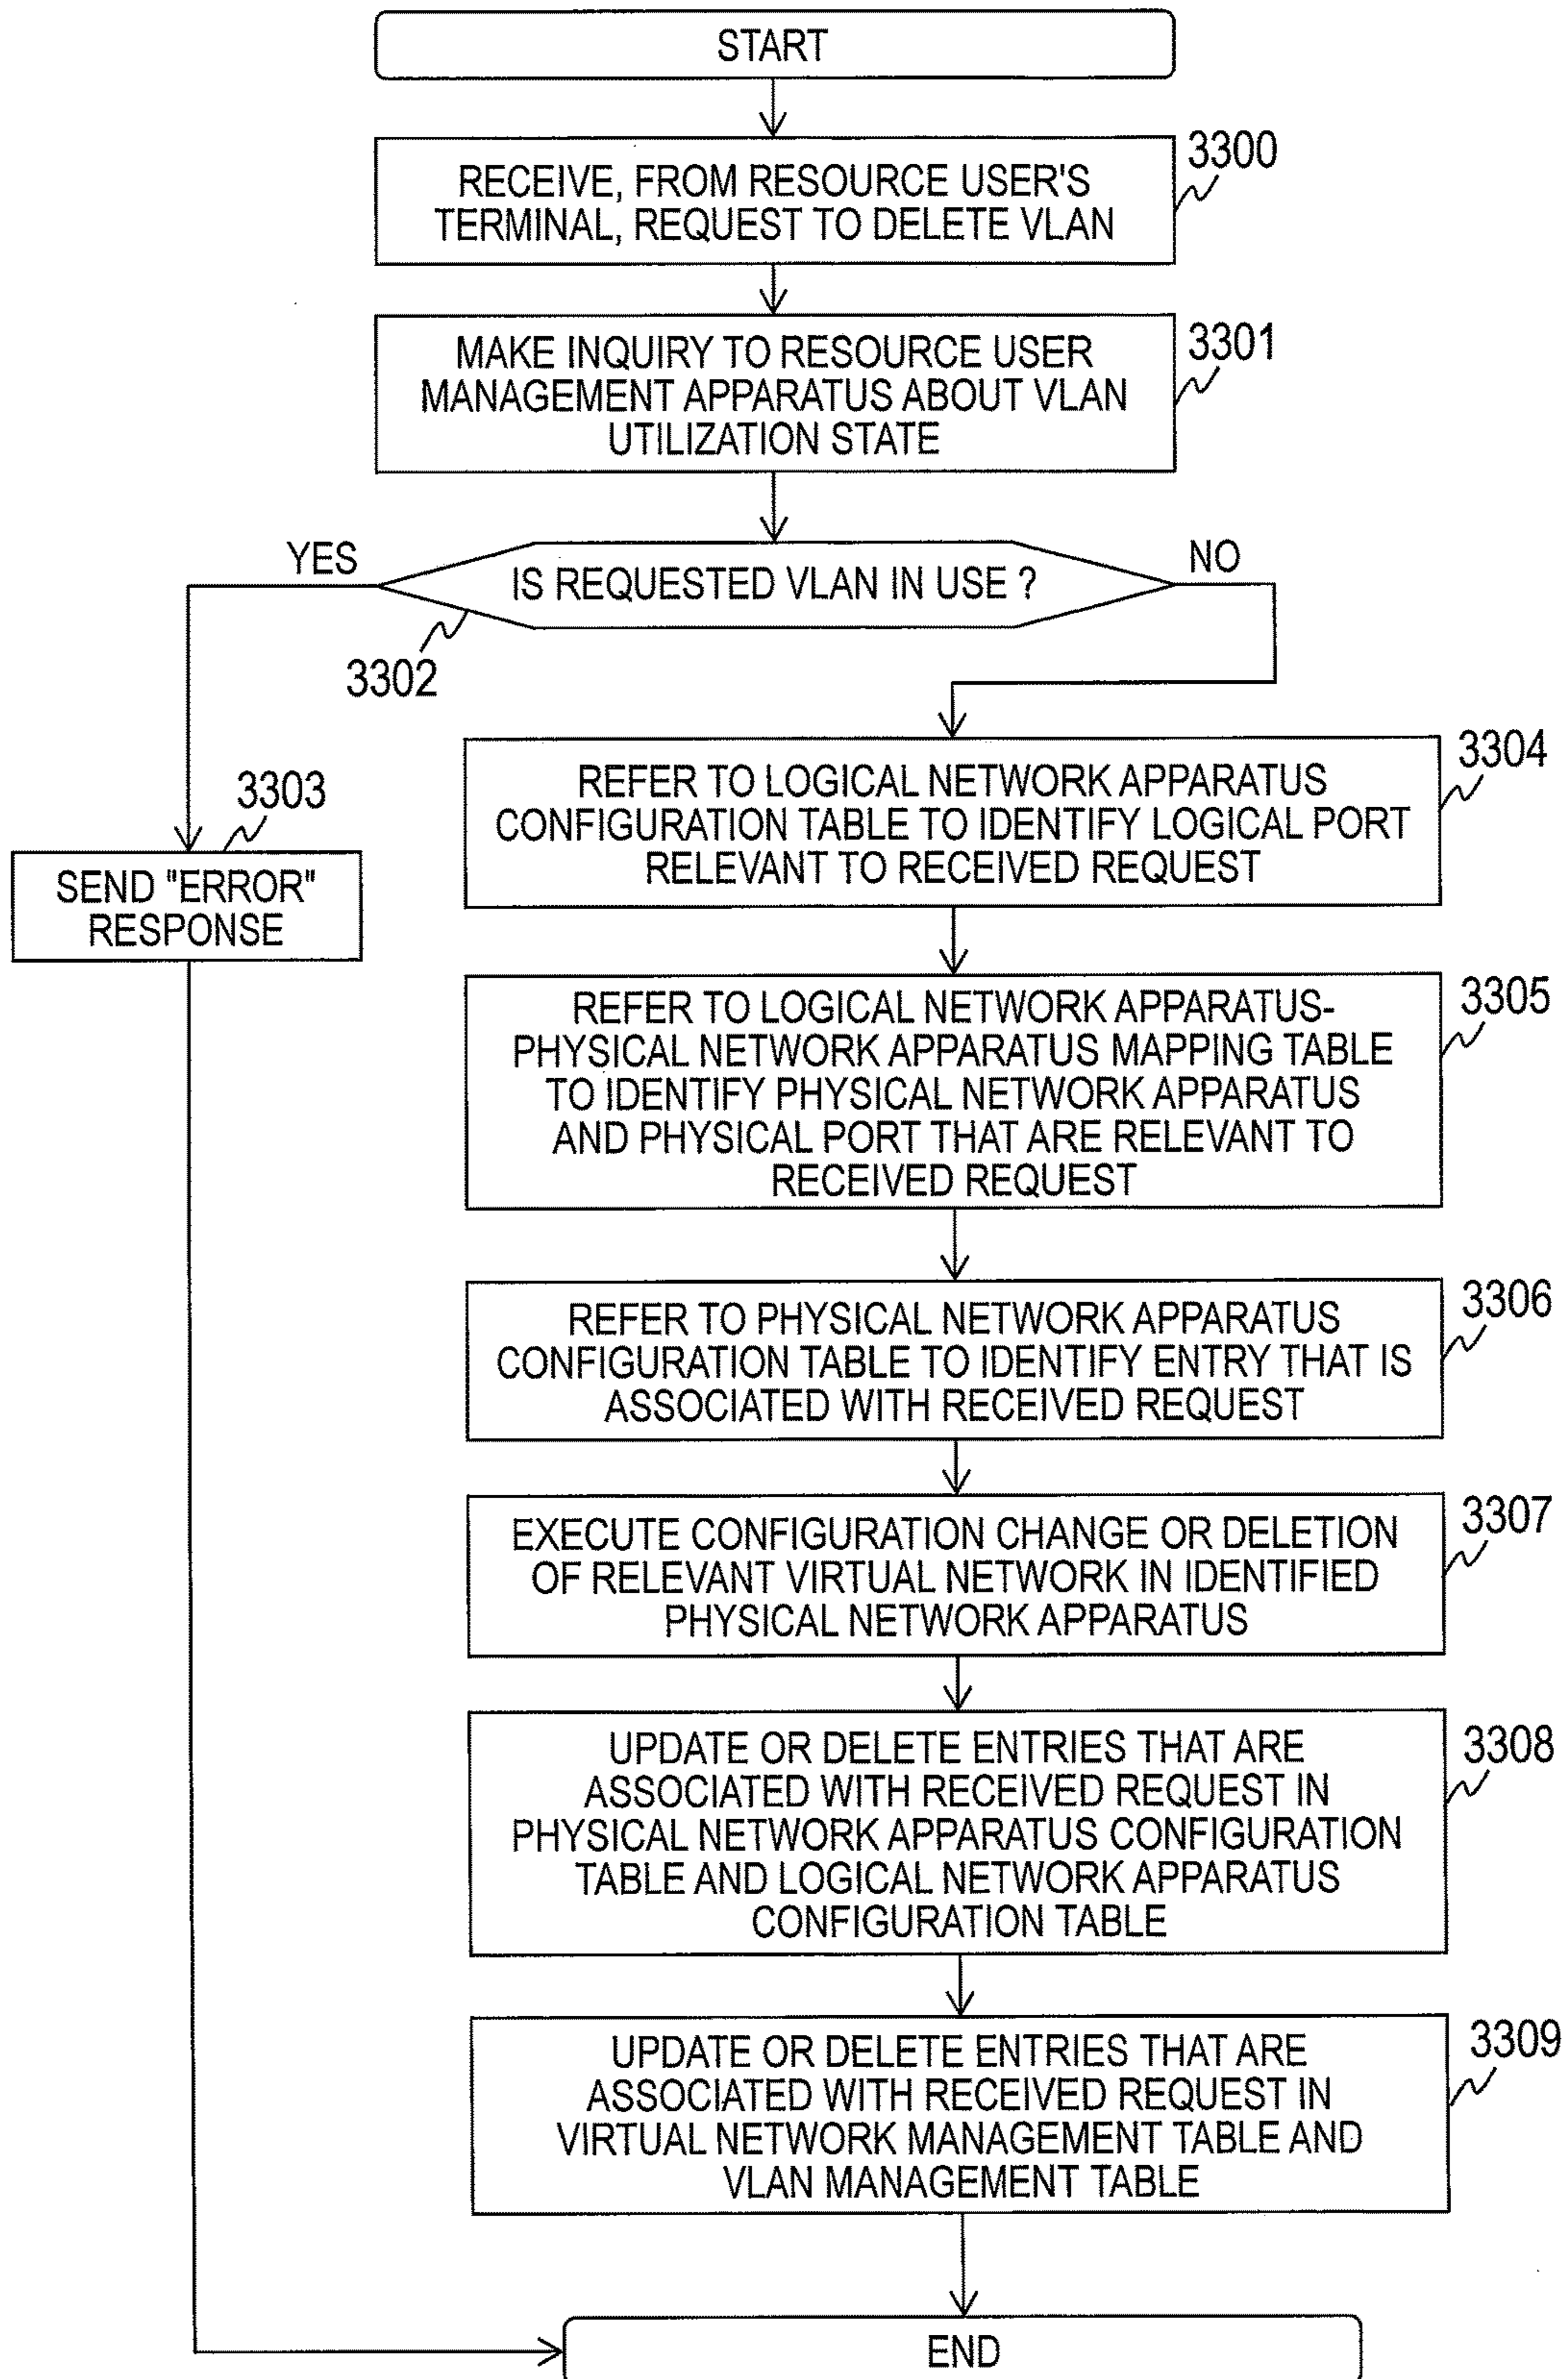 START
3300
RECEIVE, FROM RESOURCE USER'S
TERMINAL, REQUEST TO DELETE VLAN
3301
MAKE INQUIRY TO RESOURCE USER
MANAGEMENT APPARATUS ABOUT VLAN
UTILIZATION STATE
YES
NO
IS REQUESTED VLAN IN USE ?
3302
3303
SEND "ERROR"
RESPONSE
3304
REFER TO LOGICAL NETWORK APPARATUS
CONFIGURATION TABLE TO IDENTIFY LOGICAL PORT
RELEVANT TO RECEIVED REQUEST
3305
REFER TO LOGICAL NETWORK APPARATUS-
PHYSICAL NETWORK APPARATUS MAPPING TABLE
TO IDENTIFY PHYSICAL NETWORK APPARATUS
AND PHYSICAL PORT THAT ARE RELEVANT TO
RECEIVED REQUEST
3306
REFER TO PHYSICAL NETWORK APPARATUS
CONFIGURATION TABLE TO IDENTIFY ENTRY THAT IS
ASSOCIATED WITH RECEIVED REQUEST
3307
EXECUTE CONFIGURATION CHANGE OR DELETION
OF RELEVANT VIRTUAL NETWORK IN IDENTIFIED
PHYSICAL NETWORK APPARATUS
3308
UPDATE OR DELETE ENTRIES THAT ARE
ASSOCIATED WITH RECEIVED REQUEST IN
PHYSICAL NETWORK APPARATUS CONFIGURATION
TABLE AND LOGICAL NETWORK APPARATUS
CONFIGURATION TABLE
3309
UPDATE OR DELETE ENTRIES THAT ARE
ASSOCIATED WITH RECEIVED REQUEST IN
VIRTUAL NETWORK MANAGEMENT TABLE AND
VLAN MANAGEMENT TABLE
END